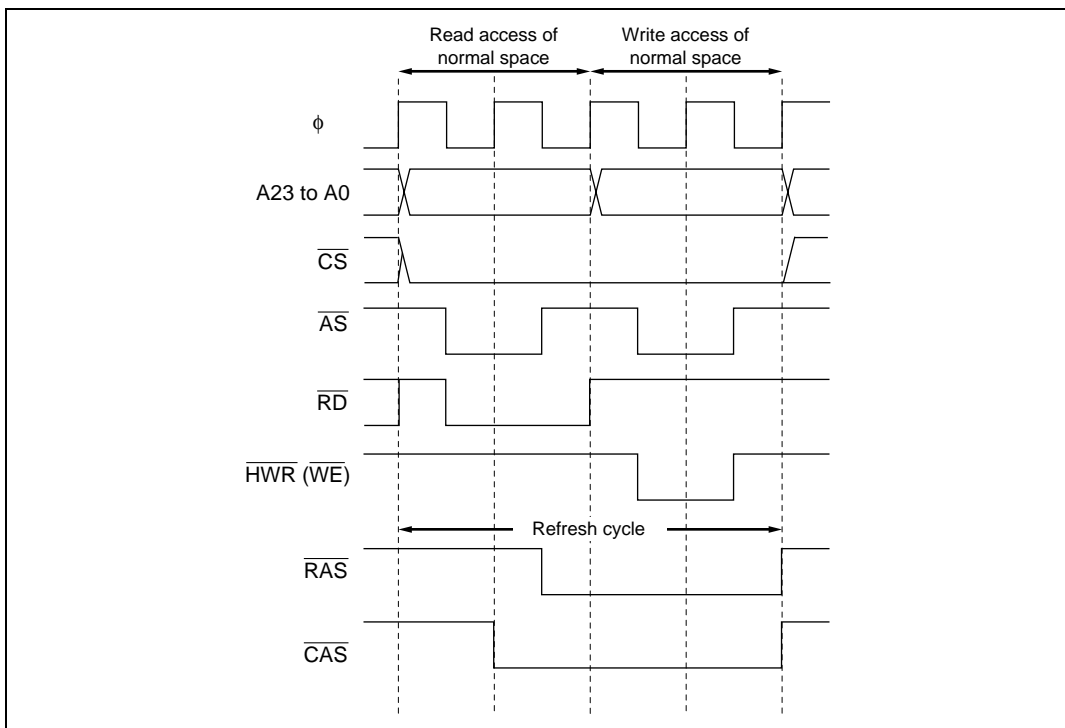 Read access of
normal space
Write access of
normal space
ϕ
A23 to A0
CS
AS
RD
HWR (WE)
Refresh cycle
RAS
CAS